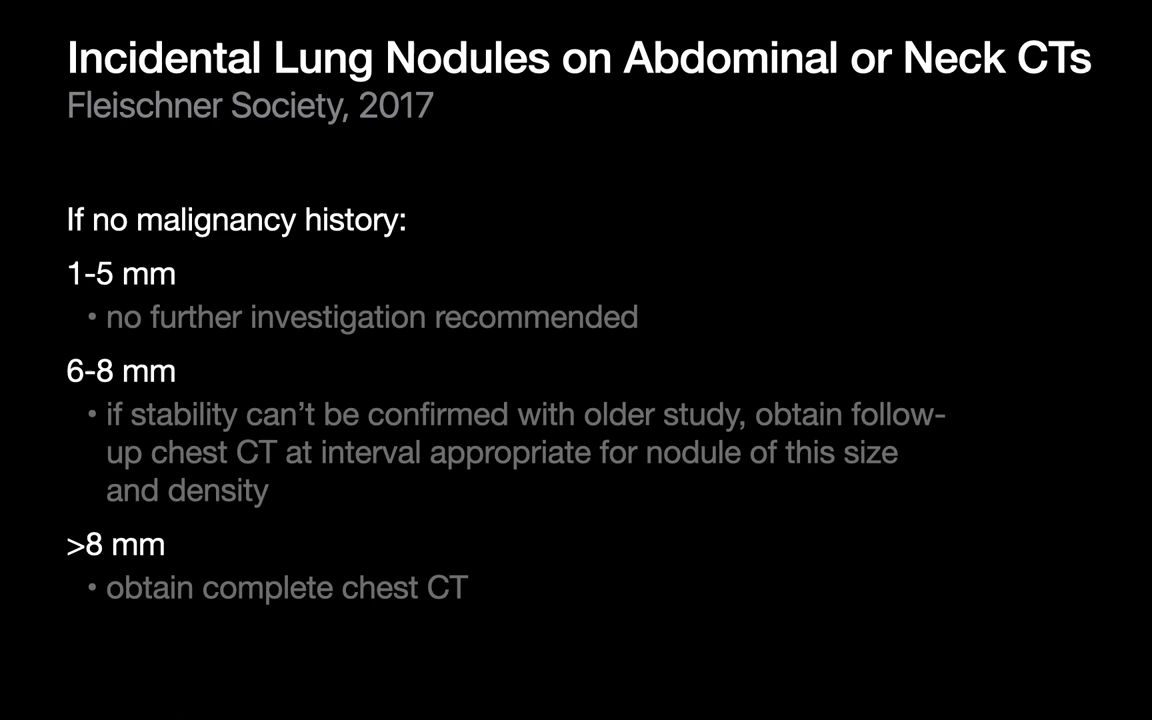 Incidental Lung Nodules on Abdominal or Neck CTs
Fleischner Society, 2017
If no malignancy history:
1-5 mm
• no further investigation recommended
6-8 mm
• if stability can’t be confirmed with older study, obtain follow-
up chest CT at interval appropriate for nodule of this size
and density
>8 mm
• obtain complete chest CT